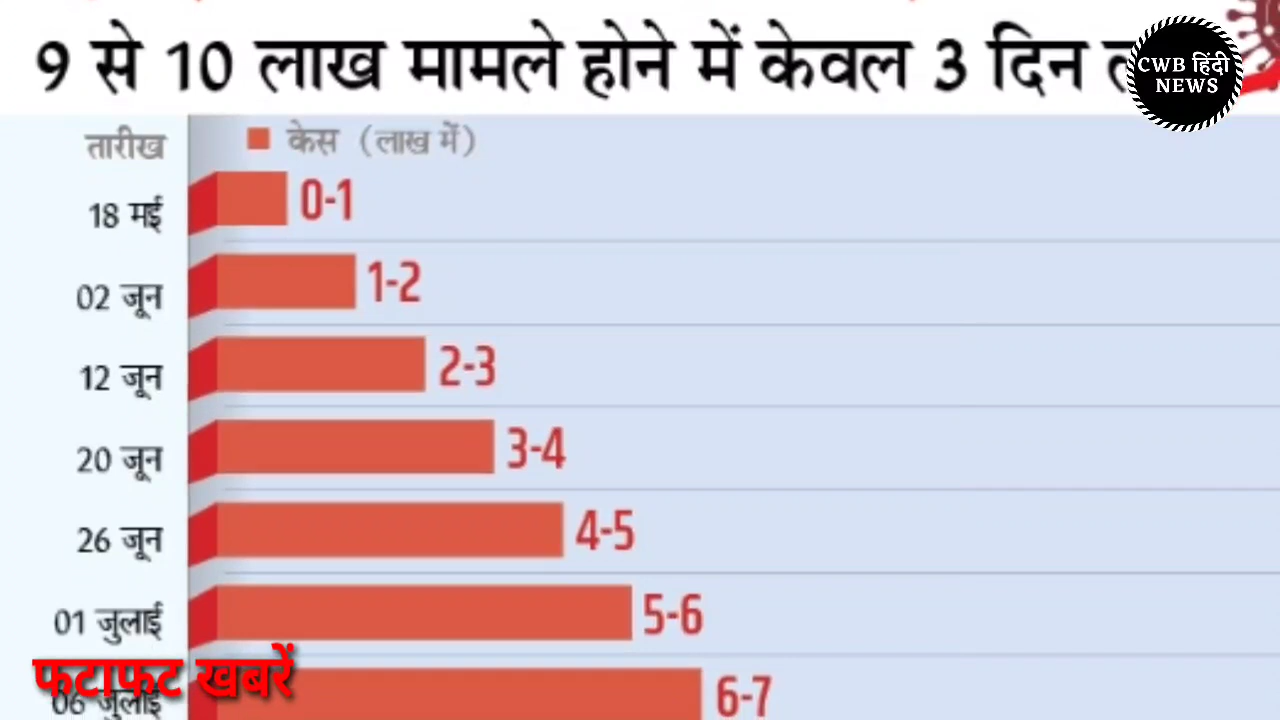 9 से 10 लाख मामले होने में केवल 3 दिन
CWB हिंदी
NEWS
तारीख
केस (लाख में)
18 मई
0-1
02 जून
1-2
12 जून
2-3
20 जून
3-4
26 जून
4-5
01 जुलाई
5-6
06 जुलाई
6-7
फटाफट खबरें